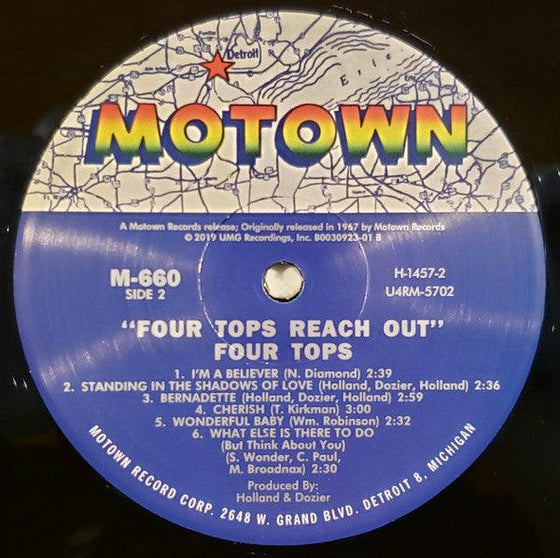 Detroit
Erie
MOTOWN
A Motown Records release; Originally released in 1967 by Motown Records
© 2019 UMG Recordings, Inc. B0030923-01 B
M-660
SIDE 2
H-1457-2
U4RM-5702
"FOUR TOPS REACH OUT"
FOUR TOPS
1. I'M A BELIEVER (N. Diamond) 2:39
2. STANDING IN THE SHADOWS OF LOVE (Holland, Dozier, Holland) 2:36
3. BERNADETTE (Holland, Dozier, Holland) 2:59
4. CHERISH (T. Kirkman) 3:00
5. WONDERFUL BABY (Wm. Robinson) 2:32
6. WHAT ELSE IS THERE TO DO
(But Think About You)
(S. Wonder, C. Paul,
M. Broadnax) 2:30
Produced By:
Holland & Dozier
MOTOWN RECORD CORP. 2648 W. GRAND BLVD. DETROIT 8, MICHIGAN